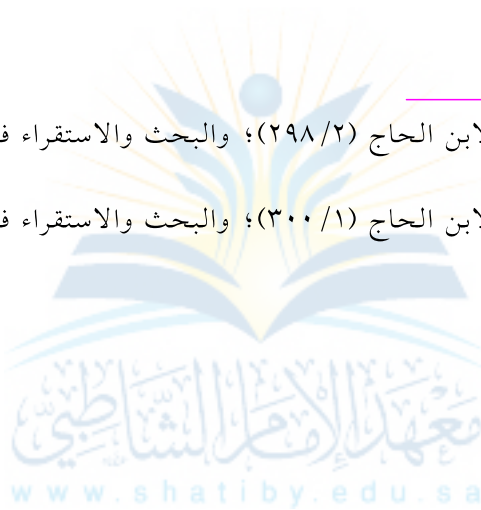 لابن الحاج (٢٩٨/٢)؛ والبحث والاستقراء ف
لابن الحاج (٣٠٠/١)؛ والبحث والاستقراء ف
معهد الإمام الشاطبي
www.shatiby.edu.sa